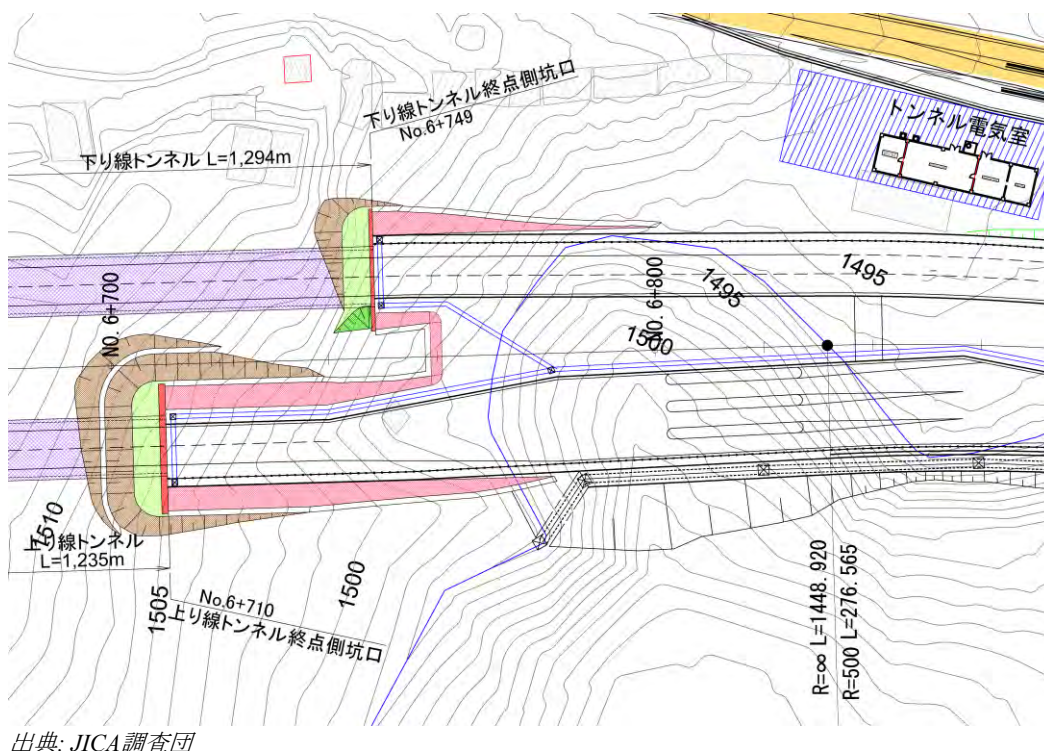 下り線トンネル終点側坑口
No.6+749
トンネル電気室
下り線トンネル L=1,294m
NO. 6+700
NO. 6+800
1495
1495
1500
1510
上り線トンネル
L=1,235m
1505
No.6+710
上り線トンネル終点側坑口
1500
R=∞ L=1448.920
R=500 L=276.565
出典: JICA調査団